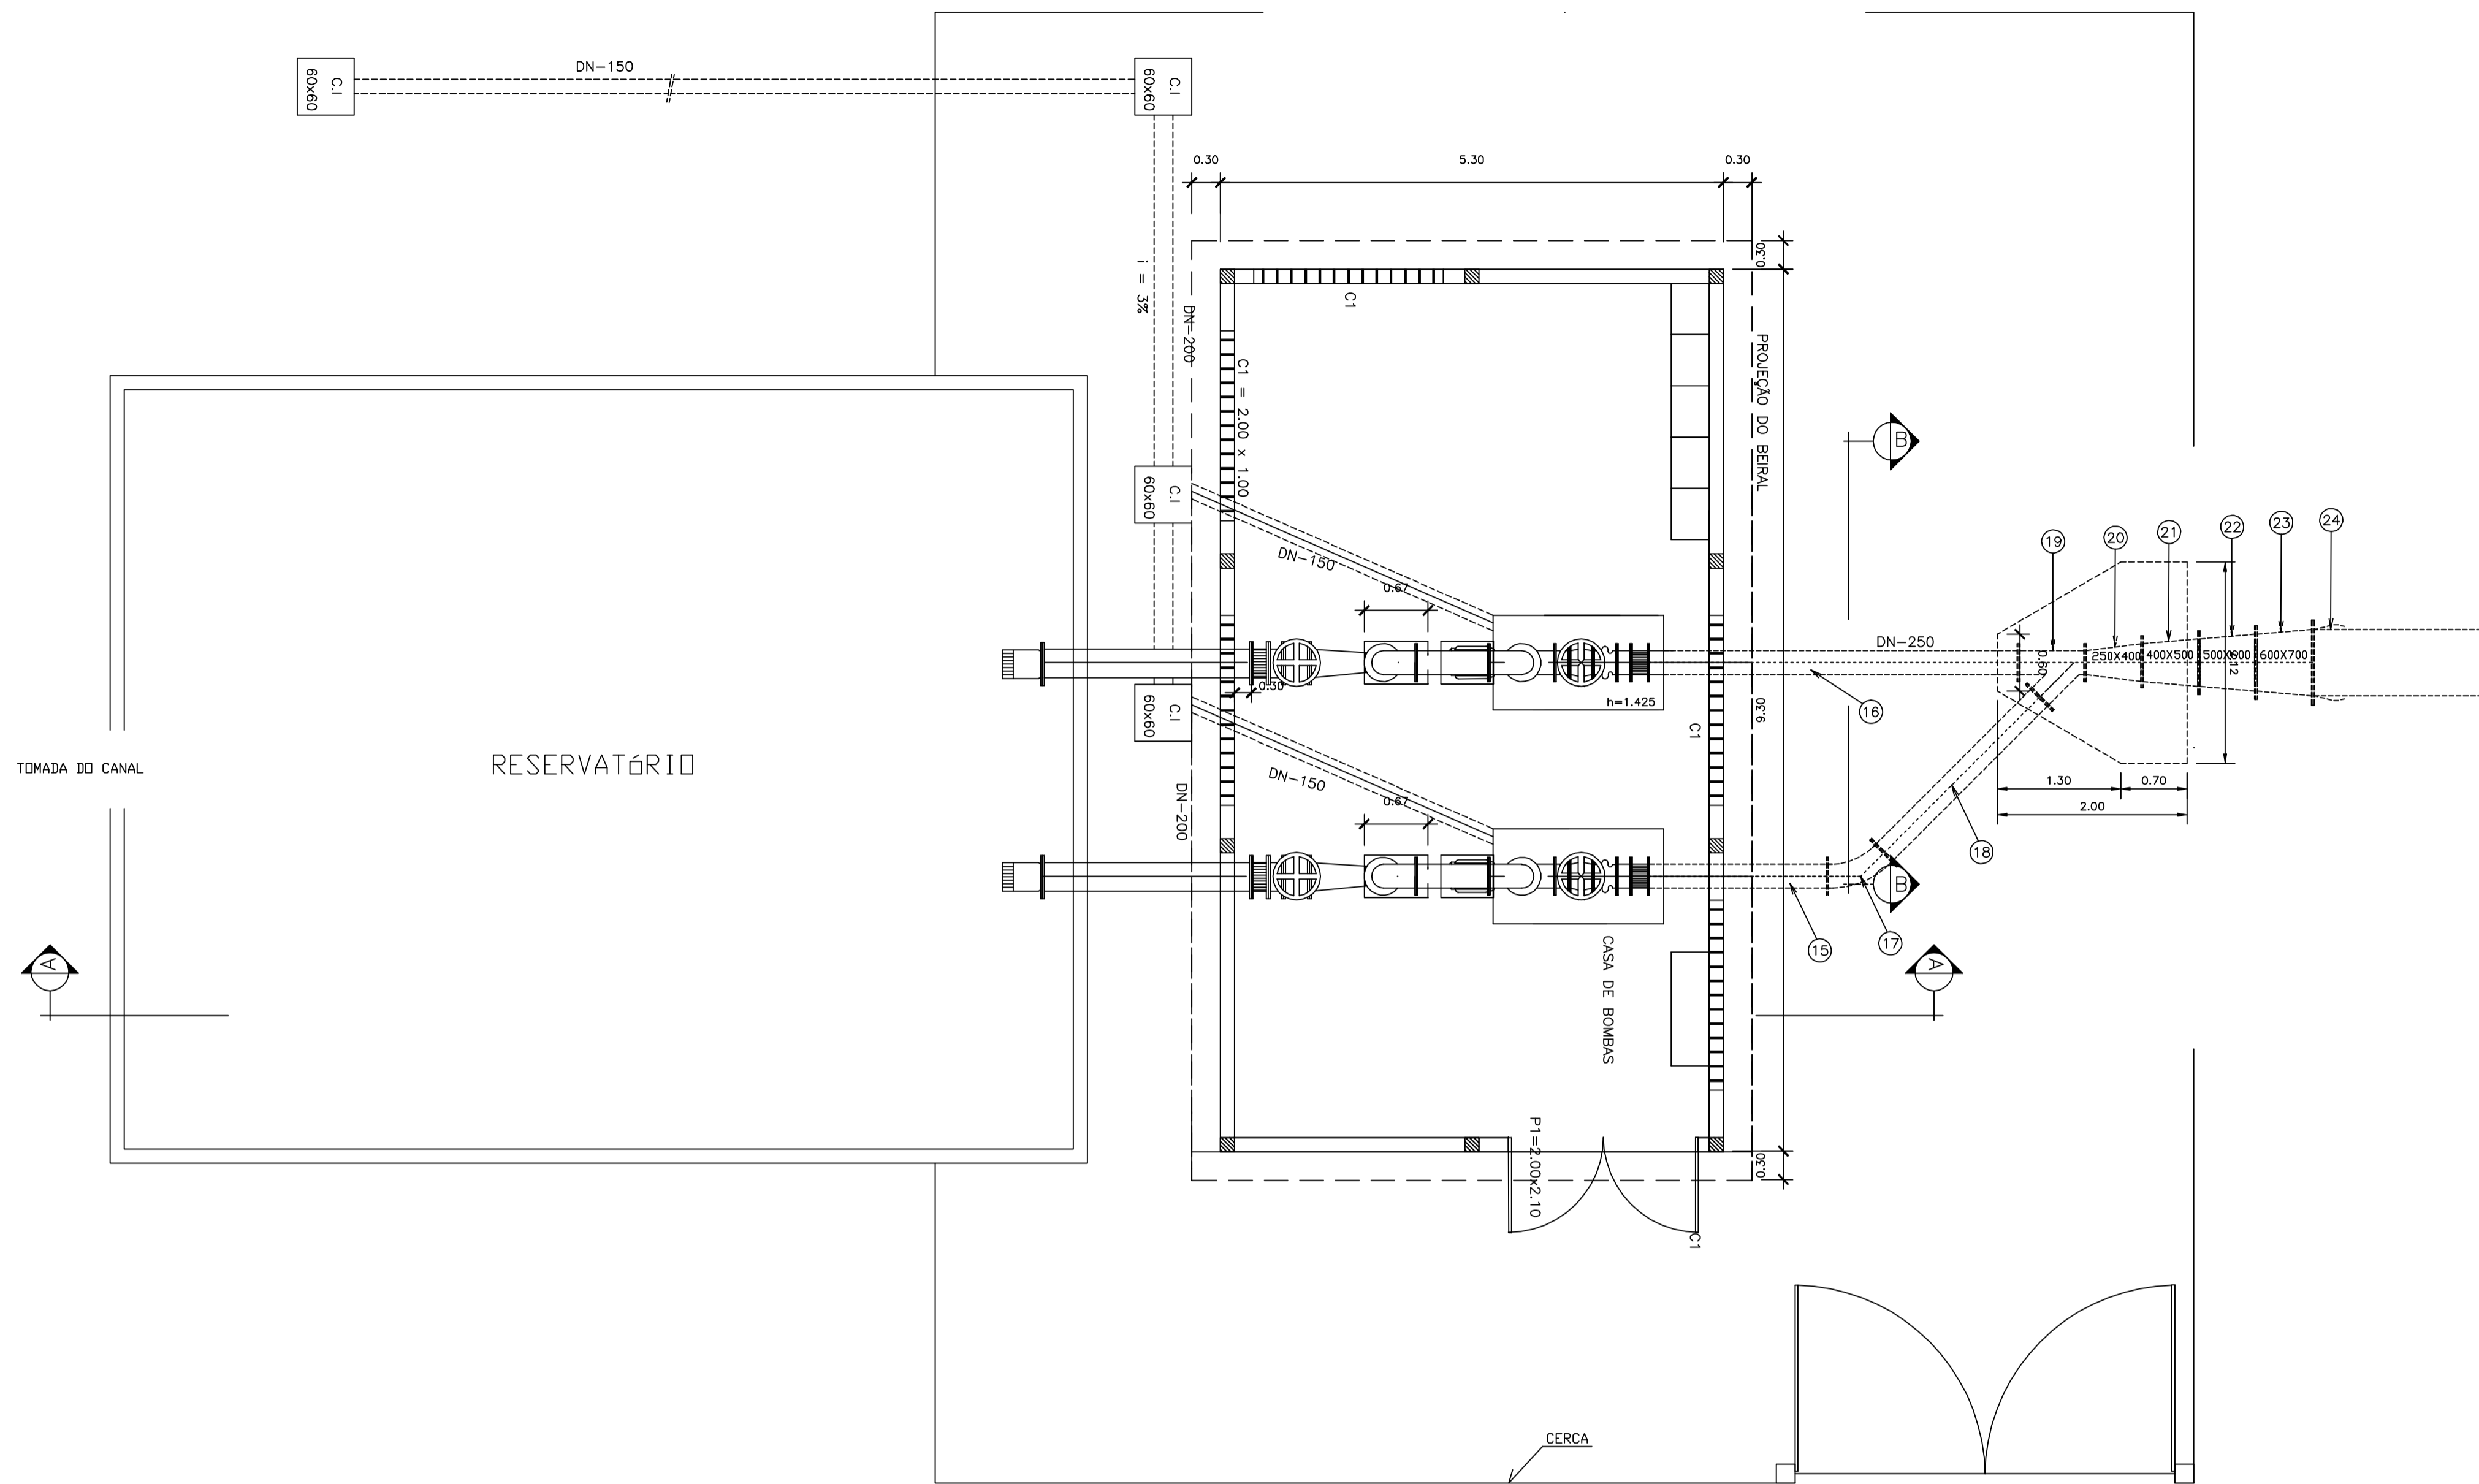 DN-150
C.I
60x60
C.I
60x60
0.30
5.30
0.30
0.30
i = 3%
DN-200
C1
C1 = 2.00 x 1.00
PROJEÇÃO DO BEIRAL
B
C.I
60x60
DN-150
0.67
19
20
21
22
23
24
DN-250
0.60
250X400
400X500
500X600
2.12
600X700
0.30
h=1.425
16
C.I
60x60
C1
9.30
TOMADA DO CANAL
RESERVATóRIO
DN-150
DN-200
0.67
1.30
0.70
2.00
18
B
17
15
A
A
CASA DE BOMBAS
P1=2.00x2.10
0.30
C1
CERCA